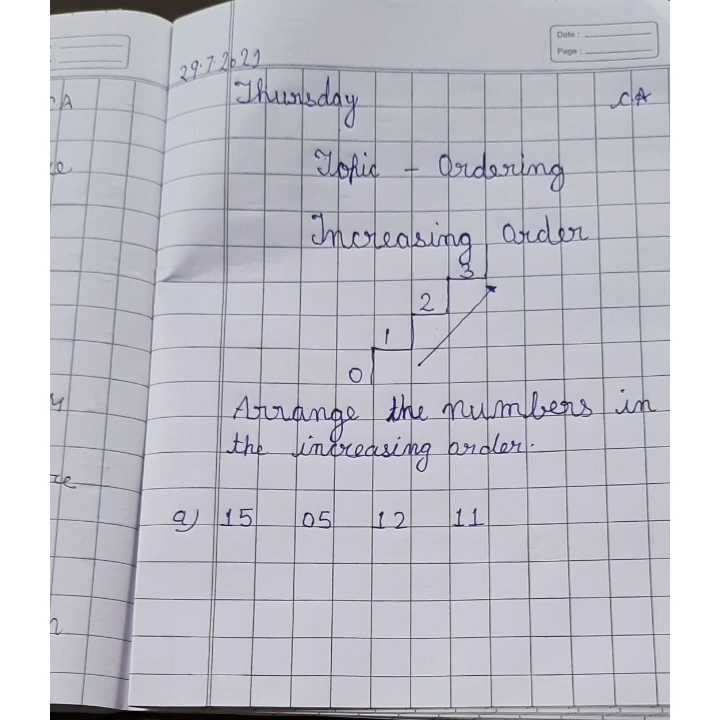 Date :
Page :
29.7.2021
Thursday
C.A
Topic - Ordering
Increasing order
3
2
1
0
Arrange the numbers in
the increasing order.
a) 15 05 12 11